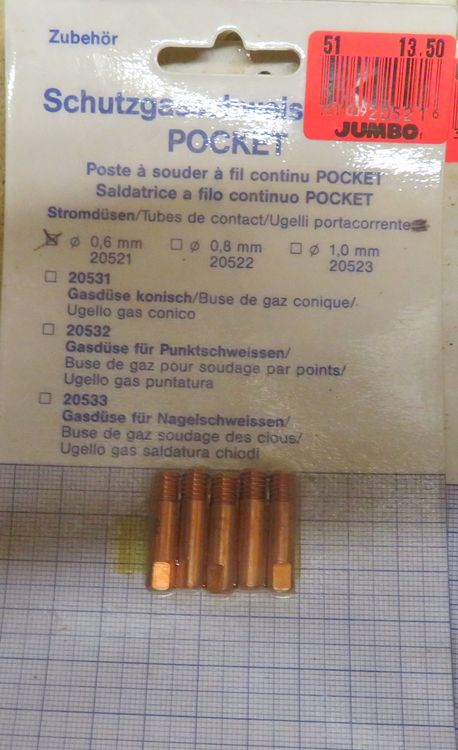 Zubehör
51 13.50
JUMBO
Schutzgasschweis
POCKET
Poste à souder à fil continu POCKET
Saldatrice a filo continuo POCKET
Stromdüsen/Tubes de contact/Ugelli portacorrente
ø 0,6 mm ø 0,8 mm ø 1,0 mm
20521 20522 20523
20531
Gasdüse konisch/Buse de gaz conique/
Ugello gas conico
20532
Gasdüse für Punktschweissen/
Buse de gaz pour soudage par points/
Ugello gas puntatura
20533
Gasdüse für Nagelschweissen/
Buse de gaz soudage des clous/
Ugello gas saldatura chiodi